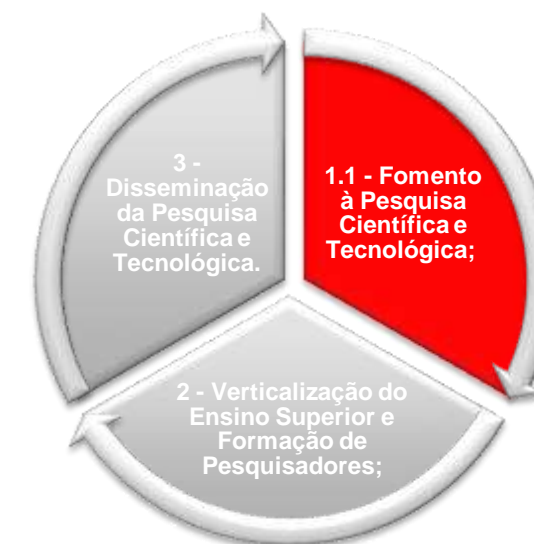 1.1 - Fomento
à Pesquisa
Científica e
Tecnológica;
2 - Verticalização do
Ensino Superior e
Formação de
Pesquisadores;
3 -
Disseminação
da Pesquisa
Científica e
Tecnológica.